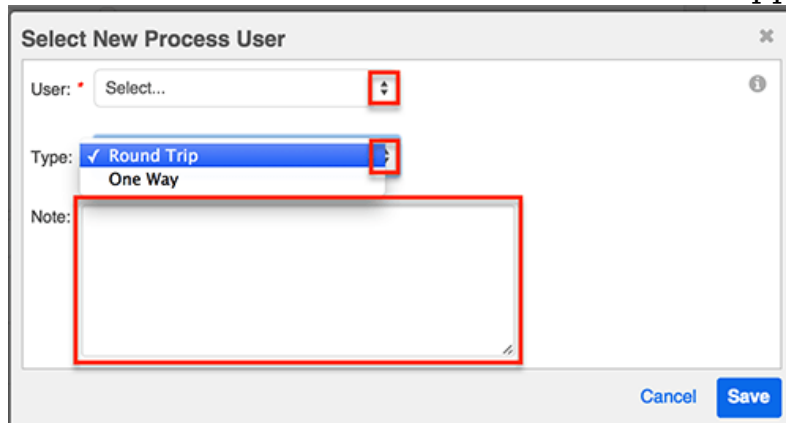 Select New Process User
User: * Select...
Type: ✓ Round Trip
One Way
Note:
Cancel Save